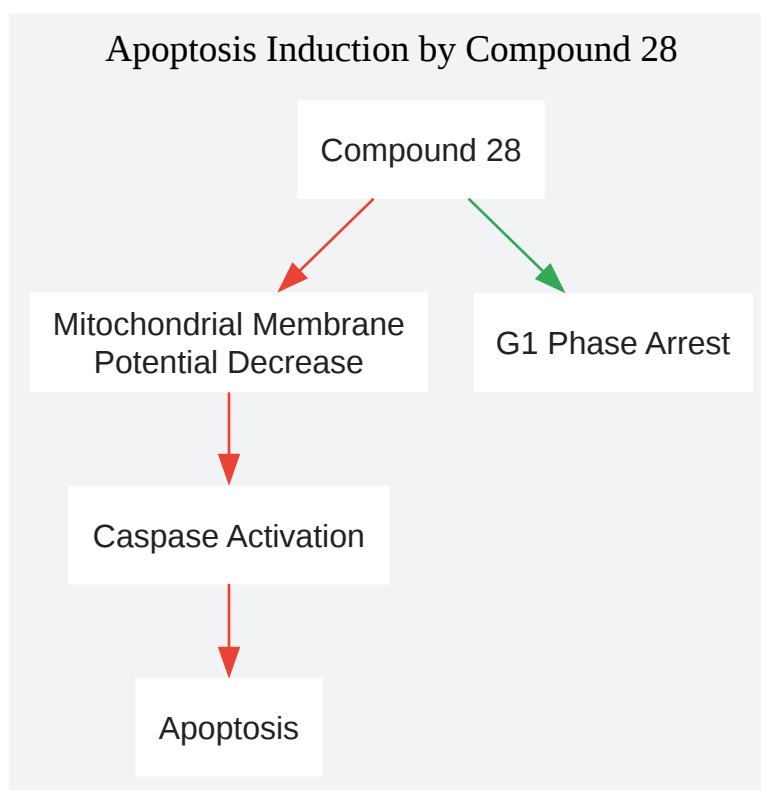 Apoptosis Induction by Compound 28
Compound 28
Mitochondrial Membrane
Potential Decrease
G1 Phase Arrest
Caspase Activation
Apoptosis